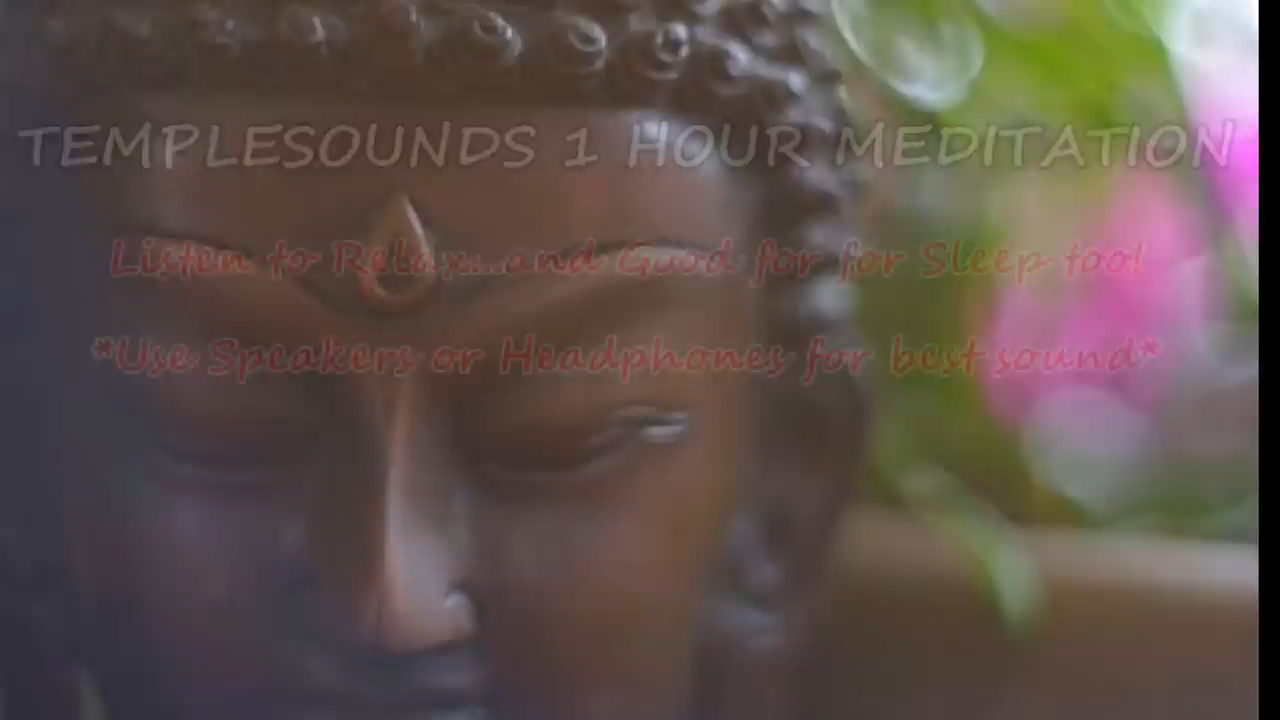 TEMPLESOUNDS 1 HOUR MEDITATION
Listen to Relax...and Good for for Sleep too!
*Use Speakers or Headphones for best sound*